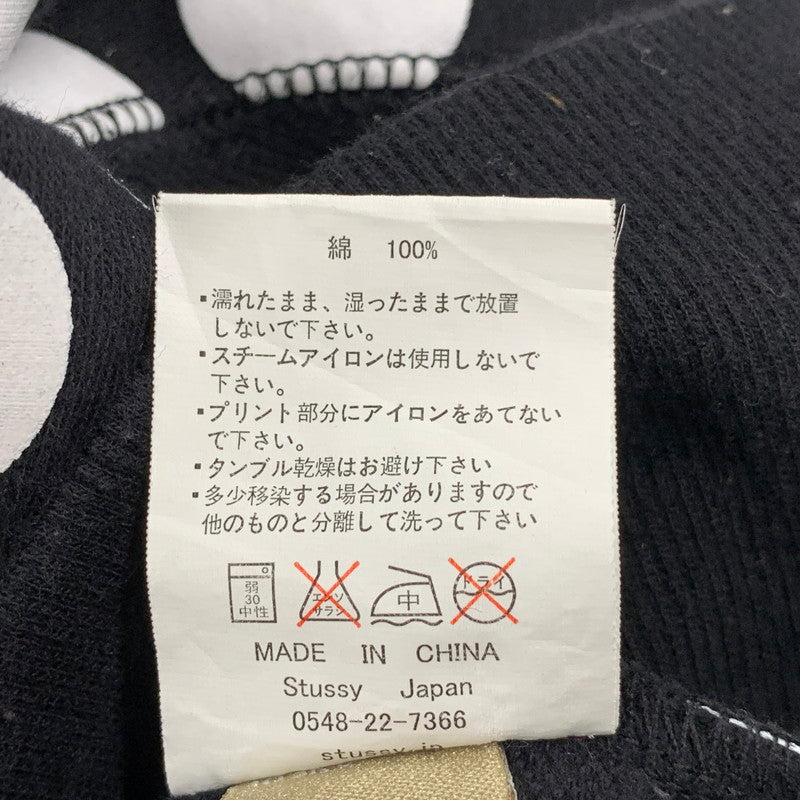 綿 100%
▪濡れたまま、湿ったままで放置
しないで下さい。
▪スチームアイロンは使用しないで
下さい。
▪プリント部分にアイロンをあてない
で下さい。
▪タンブル乾燥はお避け下さい
▪多少移染する場合がありますので
他のものと分離して洗って下さい
弱 エンソ ドライ
30 サラシ 中
中性
MADE IN CHINA
Stussy Japan
0548-22-7366
stussy.jp